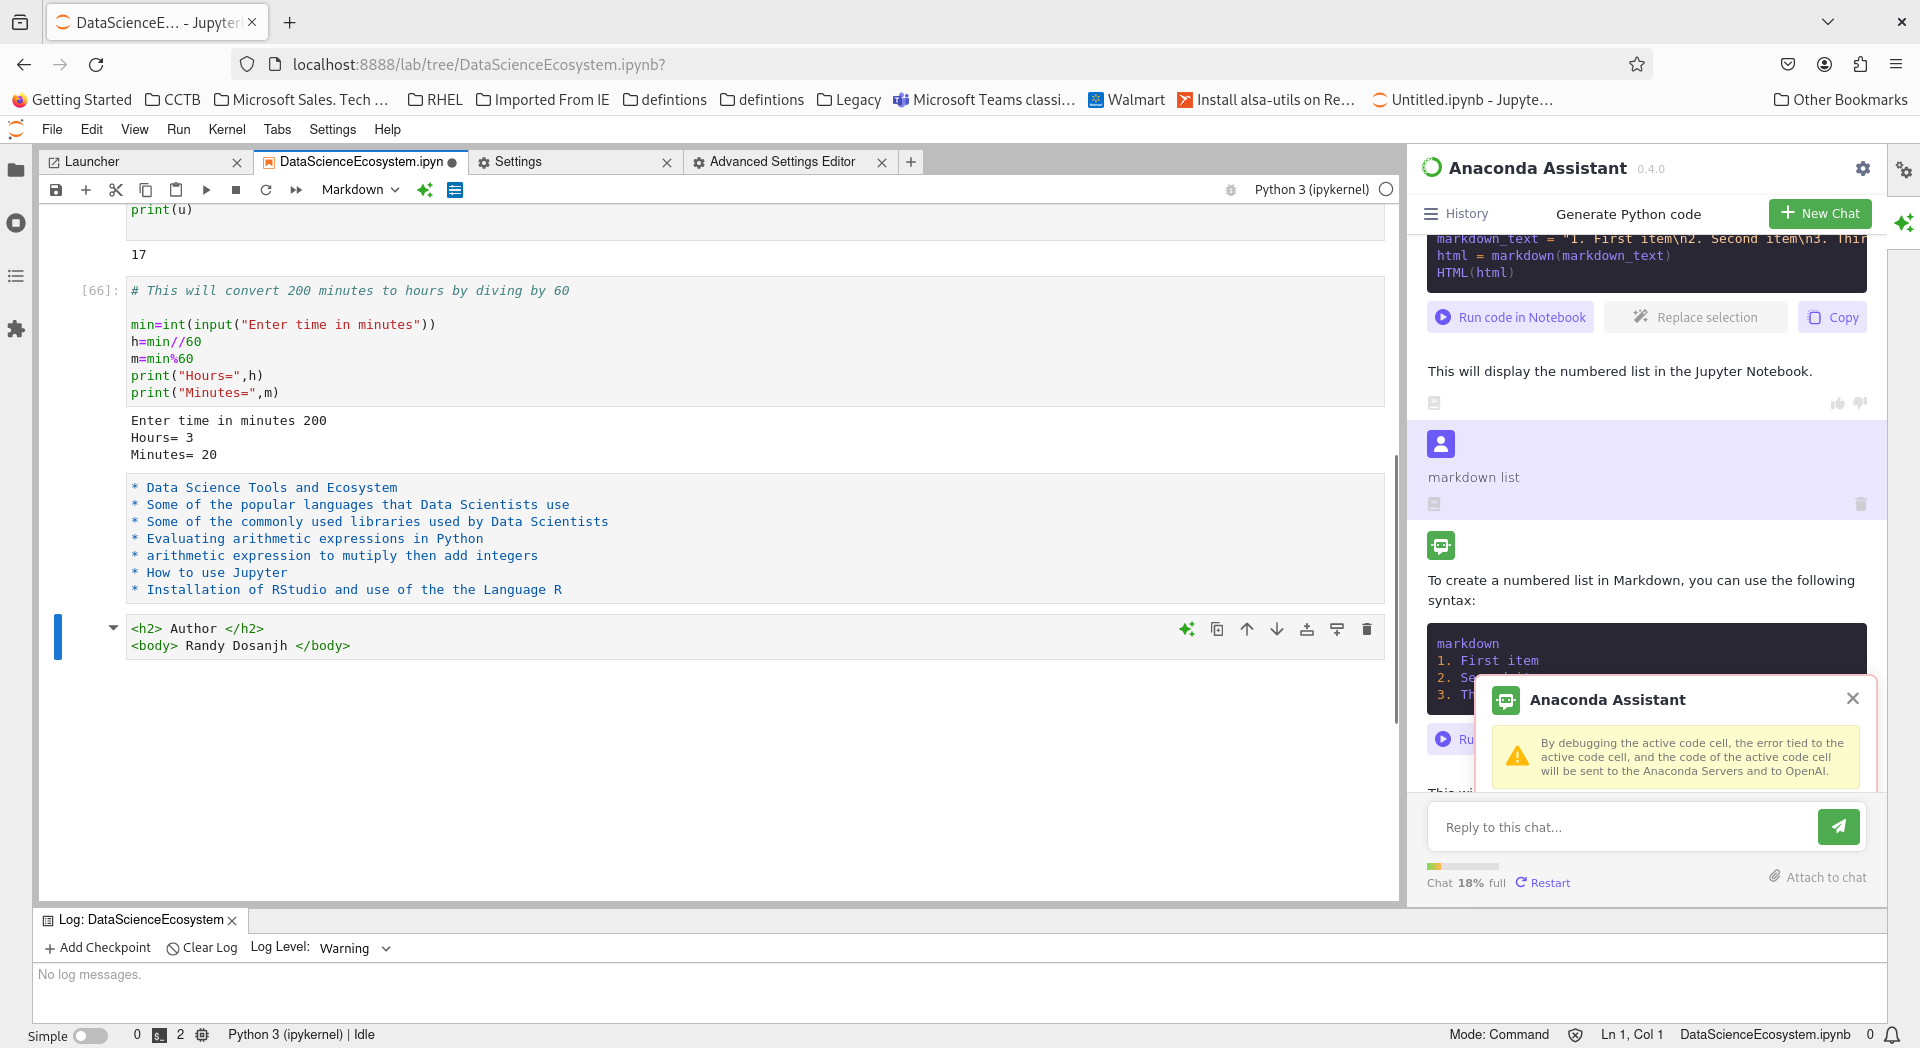 DataScienceE… - Jupyter
localhost:8888/lab/tree/DataScienceEcosystem.ipynb?
Getting Started
CCTB
Microsoft Sales. Tech …
RHEL
Imported From IE
defintions
defintions
Legacy
Microsoft Teams classi…
Walmart
Install alsa-utils on Re…
Untitled.ipynb - Jupyte…
Other Bookmarks
File Edit View Run Kernel Tabs Settings Help
Launcher
DataScienceEcosystem.ipyn
Settings
Advanced Settings Editor
Markdown
Python 3 (ipykernel)
print(u)
17
[66]:
# This will convert 200 minutes to hours by diving by 60
min=int(input("Enter time in minutes"))
h=min//60
m=min%60
print("Hours=",h)
print("Minutes=",m)
Enter time in minutes 200
Hours= 3
Minutes= 20
* Data Science Tools and Ecosystem
* Some of the popular languages that Data Scientists use
* Some of the commonly used libraries used by Data Scientists
* Evaluating arithmetic expressions in Python
* arithmetic expression to mutiply then add integers
* How to use Jupyter
* Installation of RStudio and use of the the Language R
<h2> Author </h2>
<body> Randy Dosanjh </body>
Anaconda Assistant 0.4.0
History
Generate Python code
New Chat
markdown_text = "1. First item\n2. Second item\n3. Thir
html = markdown(markdown_text)
HTML(html)
Run code in Notebook
Replace selection
Copy
This will display the numbered list in the Jupyter Notebook.
markdown list
To create a numbered list in Markdown, you can use the following
syntax:
markdown
1. First item
2. Se
3. Th
Ru
Anaconda Assistant
By debugging the active code cell, the error tied to the
active code cell, and the code of the active code cell
will be sent to the Anaconda Servers and to OpenAI.
Reply to this chat...
Chat 18% full
Restart
Attach to chat
Log: DataScienceEcosystem
Add Checkpoint
Clear Log
Log Level:
Warning
No log messages.
Simple
0
2
Python 3 (ipykernel) | Idle
Mode: Command
Ln 1, Col 1
DataScienceEcosystem.ipynb
0